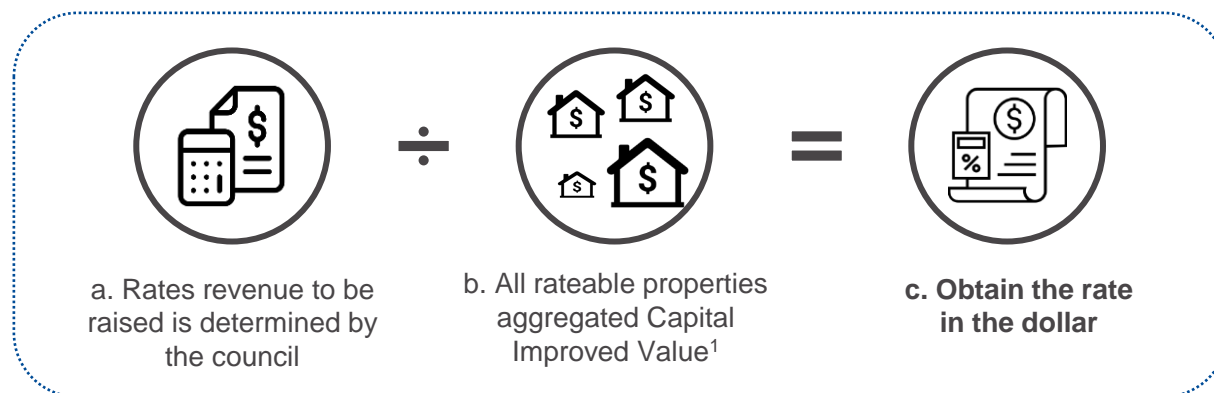 $
÷
$
$
$
$
=
$
%
a. Rates revenue to be
raised is determined by
the council
b. All rateable properties
aggregated Capital
Improved Value¹
c. Obtain the rate
in the dollar